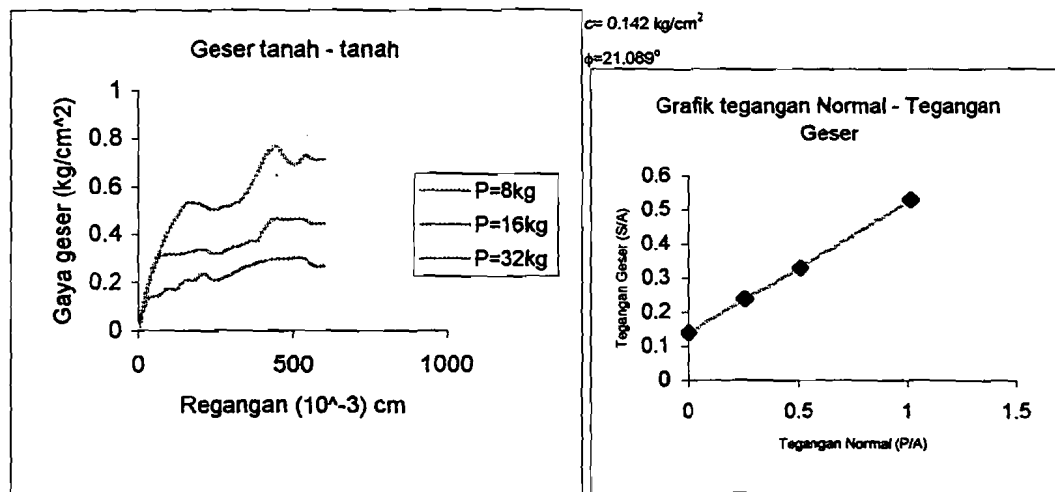 Geser tanah - tanah
Gaya geser (kg/cm^2)
1
0.8
0.6
0.4
0.2
0
0
500
1000
Regangan (10^-3) cm
P=8kg
P=16kg
P=32kg
c= 0.142 kg/cm²
ϕ=21.089°
Grafik tegangan Normal - Tegangan
Geser
Tegangan Geser (S/A)
0.6
0.5
0.4
0.3
0.2
0.1
0
0
0.5
1
1.5
Tegangan Normal (P/A)